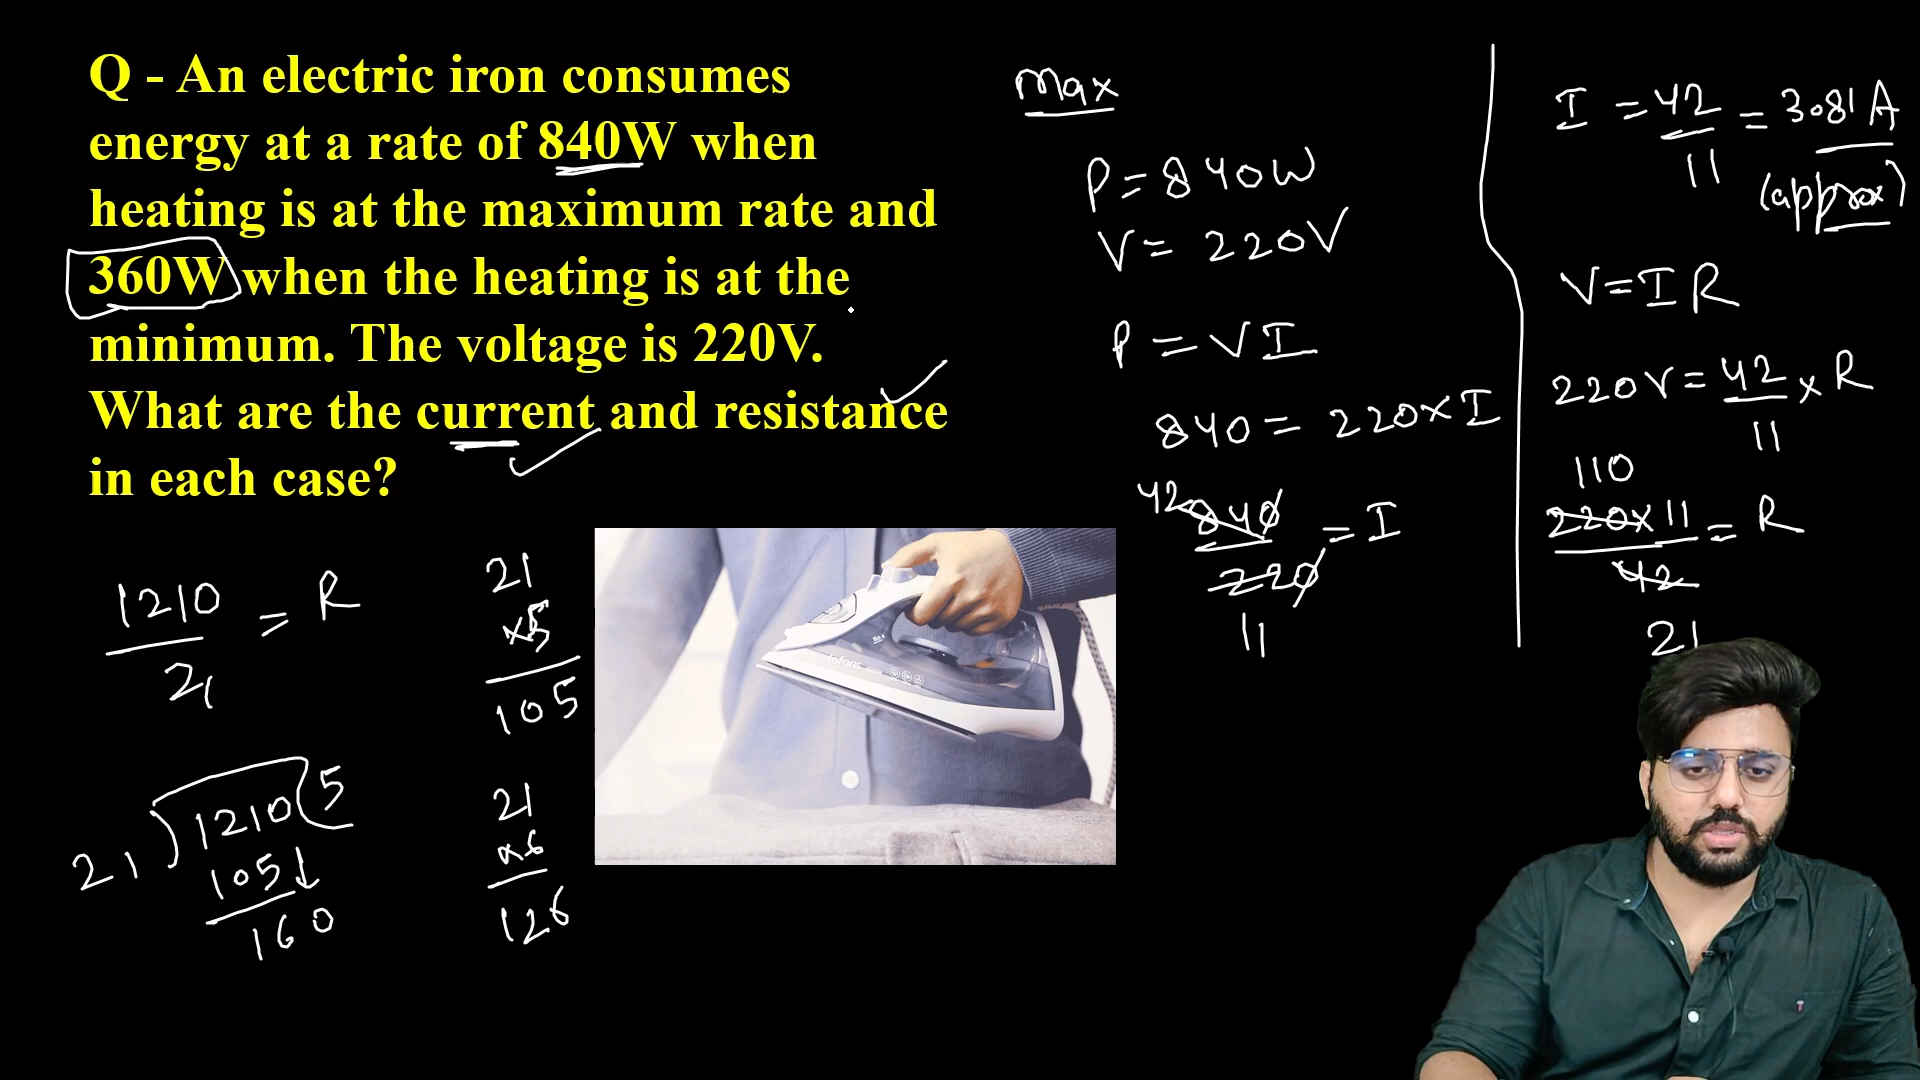 Q - An electric iron consumes
energy at a rate of 840W when
heating is at the maximum rate and
360W when the heating is at the
minimum. The voltage is 220V.
What are the current and resistance
in each case?
1210 = R
21
21
×5
105
21 1210 5
105
160
21
×6
126
Max
P = 840W
V = 220V
P = VI
840 = 220×I
42
840 = I
220
11
I = 42 = 3.81 A
11
(approx)
V = IR
220V = 42 × R
11
110
220×11 = R
42
21